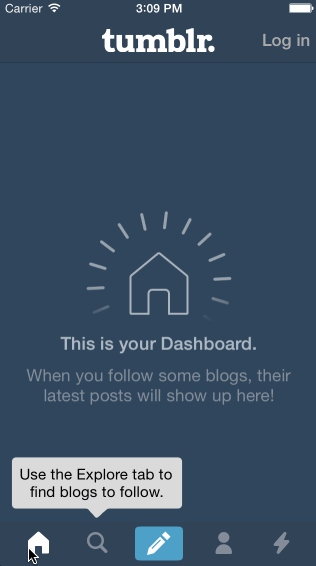 Carrier 3:09 PM
tumblr. Log in
This is your Dashboard.
When you follow some blogs, their
latest posts will show up here!
Use the Explore tab to
find blogs to follow.